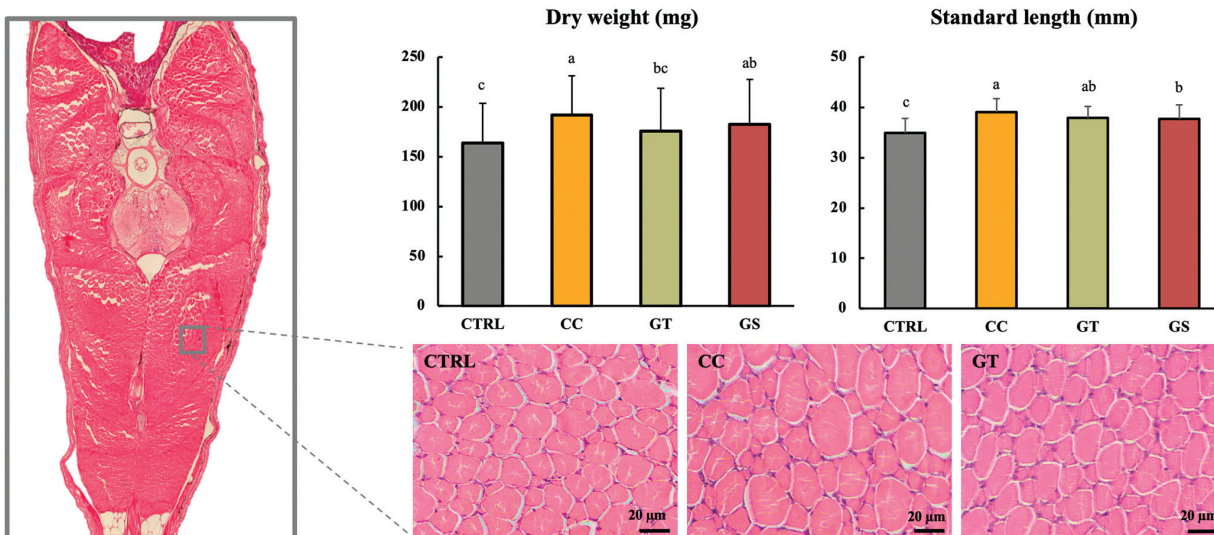 Dry weight (mg)
250
200
150
100
50
0
c
a
bc
ab
CTRL
CC
GT
GS
Standard length (mm)
50
40
30
20
10
0
c
a
ab
b
CTRL
CC
GT
GS
CTRL
20 µm
CC
20 µm
GT
20 µm